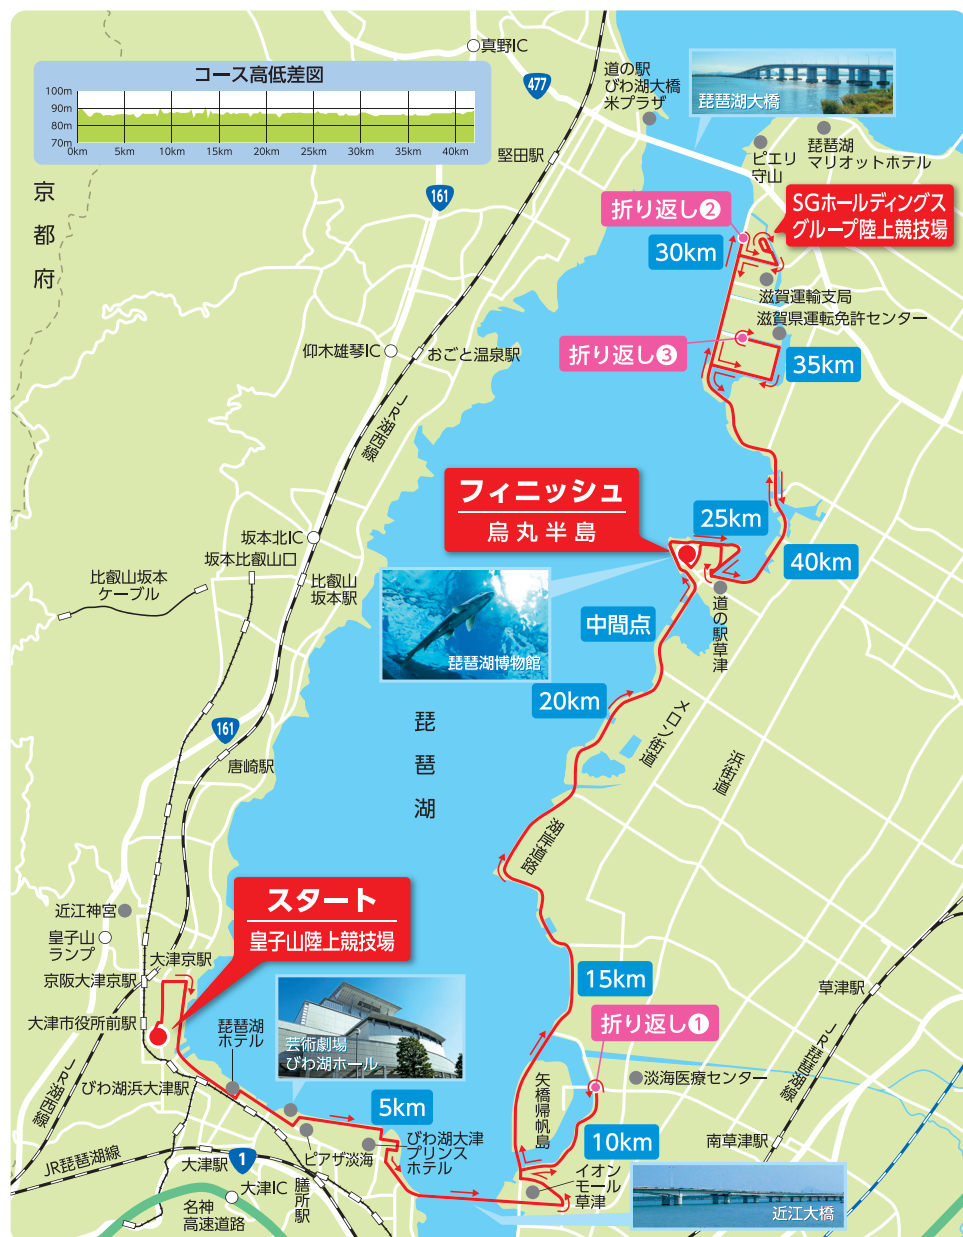 真野IC
コース高低差図
100m
90m
80m
70m
0km
5km
10km
15km
20km
25km
30km
35km
40km
477
道の駅
びわ湖大橋
米プラザ
琵琶湖大橋
ピエリ
守山
琵琶湖
マリオットホテル
堅田駅
京都府
161
折り返し❷
SGホールディングス
グループ陸上競技場
30km
滋賀運輸支局
滋賀県運転免許センター
仰木雄琴IC
おごと温泉駅
折り返し❸
35km
JR湖西線
フィニッシュ
烏丸半島
25km
坂本北IC
坂本比叡山口
40km
比叡山坂本
ケーブル
比叡山
坂本駅
中間点
道の駅草津
琵琶湖博物館
20km
メロン街道
琵琶湖
161
唐崎駅
浜街道
湖岸道路
スタート
皇子山陸上競技場
近江神宮
皇子山
ランプ
大津京駅
京阪大津京駅
15km
草津駅
大津市役所前駅
琵琶湖
ホテル
芸術劇場
びわ湖ホール
折り返し❶
JR湖西線
びわ湖浜大津駅
矢橋帰帆島
淡海医療センター
JR琵琶湖線
5km
10km
南草津駅
びわ湖大津
プリンス
ホテル
ピアザ淡海
JR琵琶湖線
大津駅
1
大津IC
膳所駅
名神
高速道路
イオン
モール
草津
近江大橋